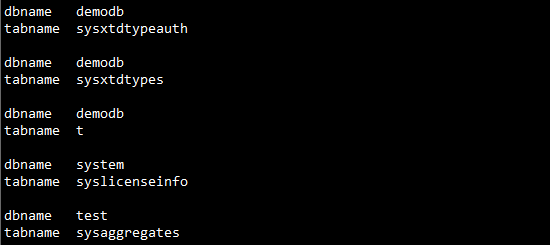 dbname demodb
tabname sysxtdtypeauth
dbname demodb
tabname sysxtdtypes
dbname demodb
tabname t
dbname system
tabname syslicenseinfo
dbname test
tabname sysaggregates